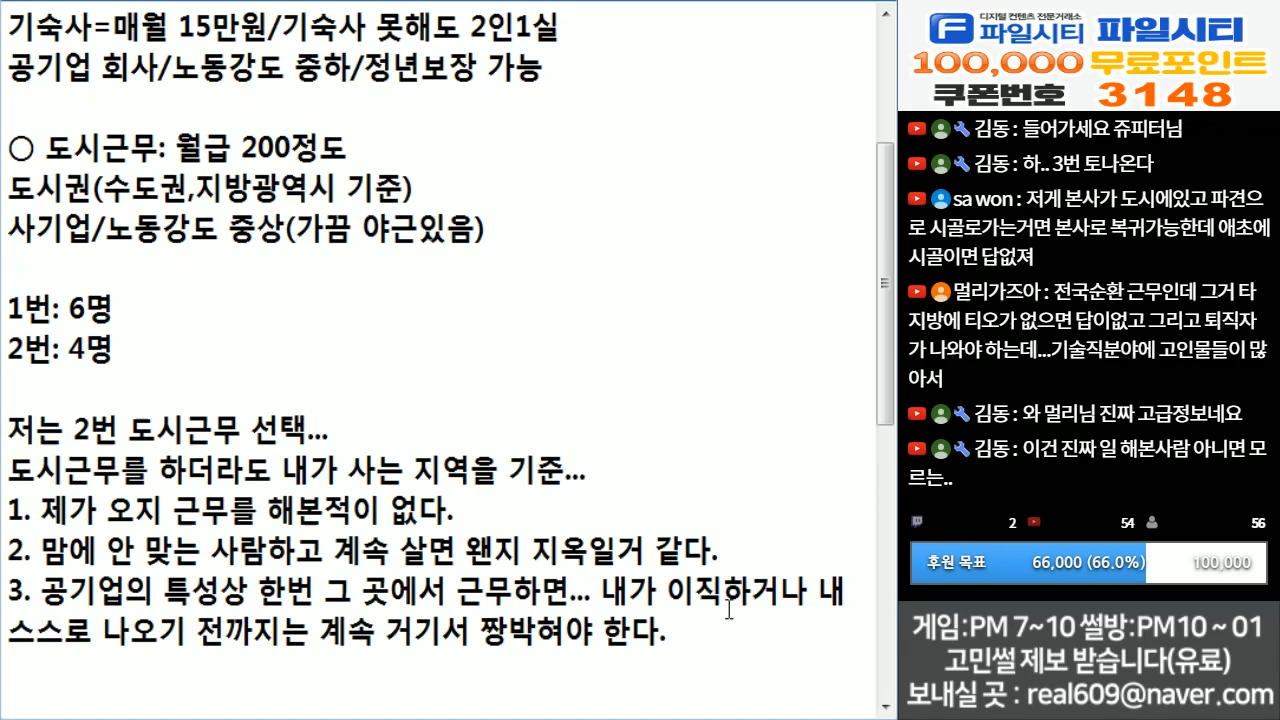 기숙사=매월 15만원/기숙사 못해도 2인1실
공기업 회사/노동강도 중하/정년보장 가능
○ 도시근무: 월급 200정도
도시권(수도권,지방광역시 기준)
사기업/노동강도 중상(가끔 야근있음)
1번: 6명
2번: 4명
저는 2번 도시근무 선택...
도시근무를 하더라도 내가 사는 지역을 기준...
1. 제가 오지 근무를 해본적이 없다.
2. 맘에 안 맞는 사람하고 계속 살면 왠지 지옥일거 같다.
3. 공기업의 특성상 한번 그 곳에서 근무하면... 내가 이직하거나 내
스스로 나오기 전까지는 계속 거기서 짱박혀야 한다.
디지털 컨텐츠 전문거래소
파일시티 파일시티
100,000 무료포인트
쿠폰번호 3148
김동 : 들어가세요 쥬피터님
김동 : 하.. 3번 토나온다
sa won : 저게 본사가 도시에있고 파견으
로 시골로가는거면 본사로 복귀가능한데 애초에
시골이면 답없져
멀리가즈아 : 전국순환 근무인데 그거 타
지방에 티오가 없으면 답이없고 그리고 퇴직자
가 나와야 하는데...기술직분야에 고인물들이 많
아서
김동 : 와 멀리님 진짜 고급정보네요
김동 : 이건 진짜 일 해본사람 아니면 모
르는..
2 54 56
후원 목표 66,000 (66.0%) 100,000
게임:PM 7~10 썰방:PM10 ~ 01
고민썰 제보 받습니다(유료)
보내실 곳 : real609@naver.com